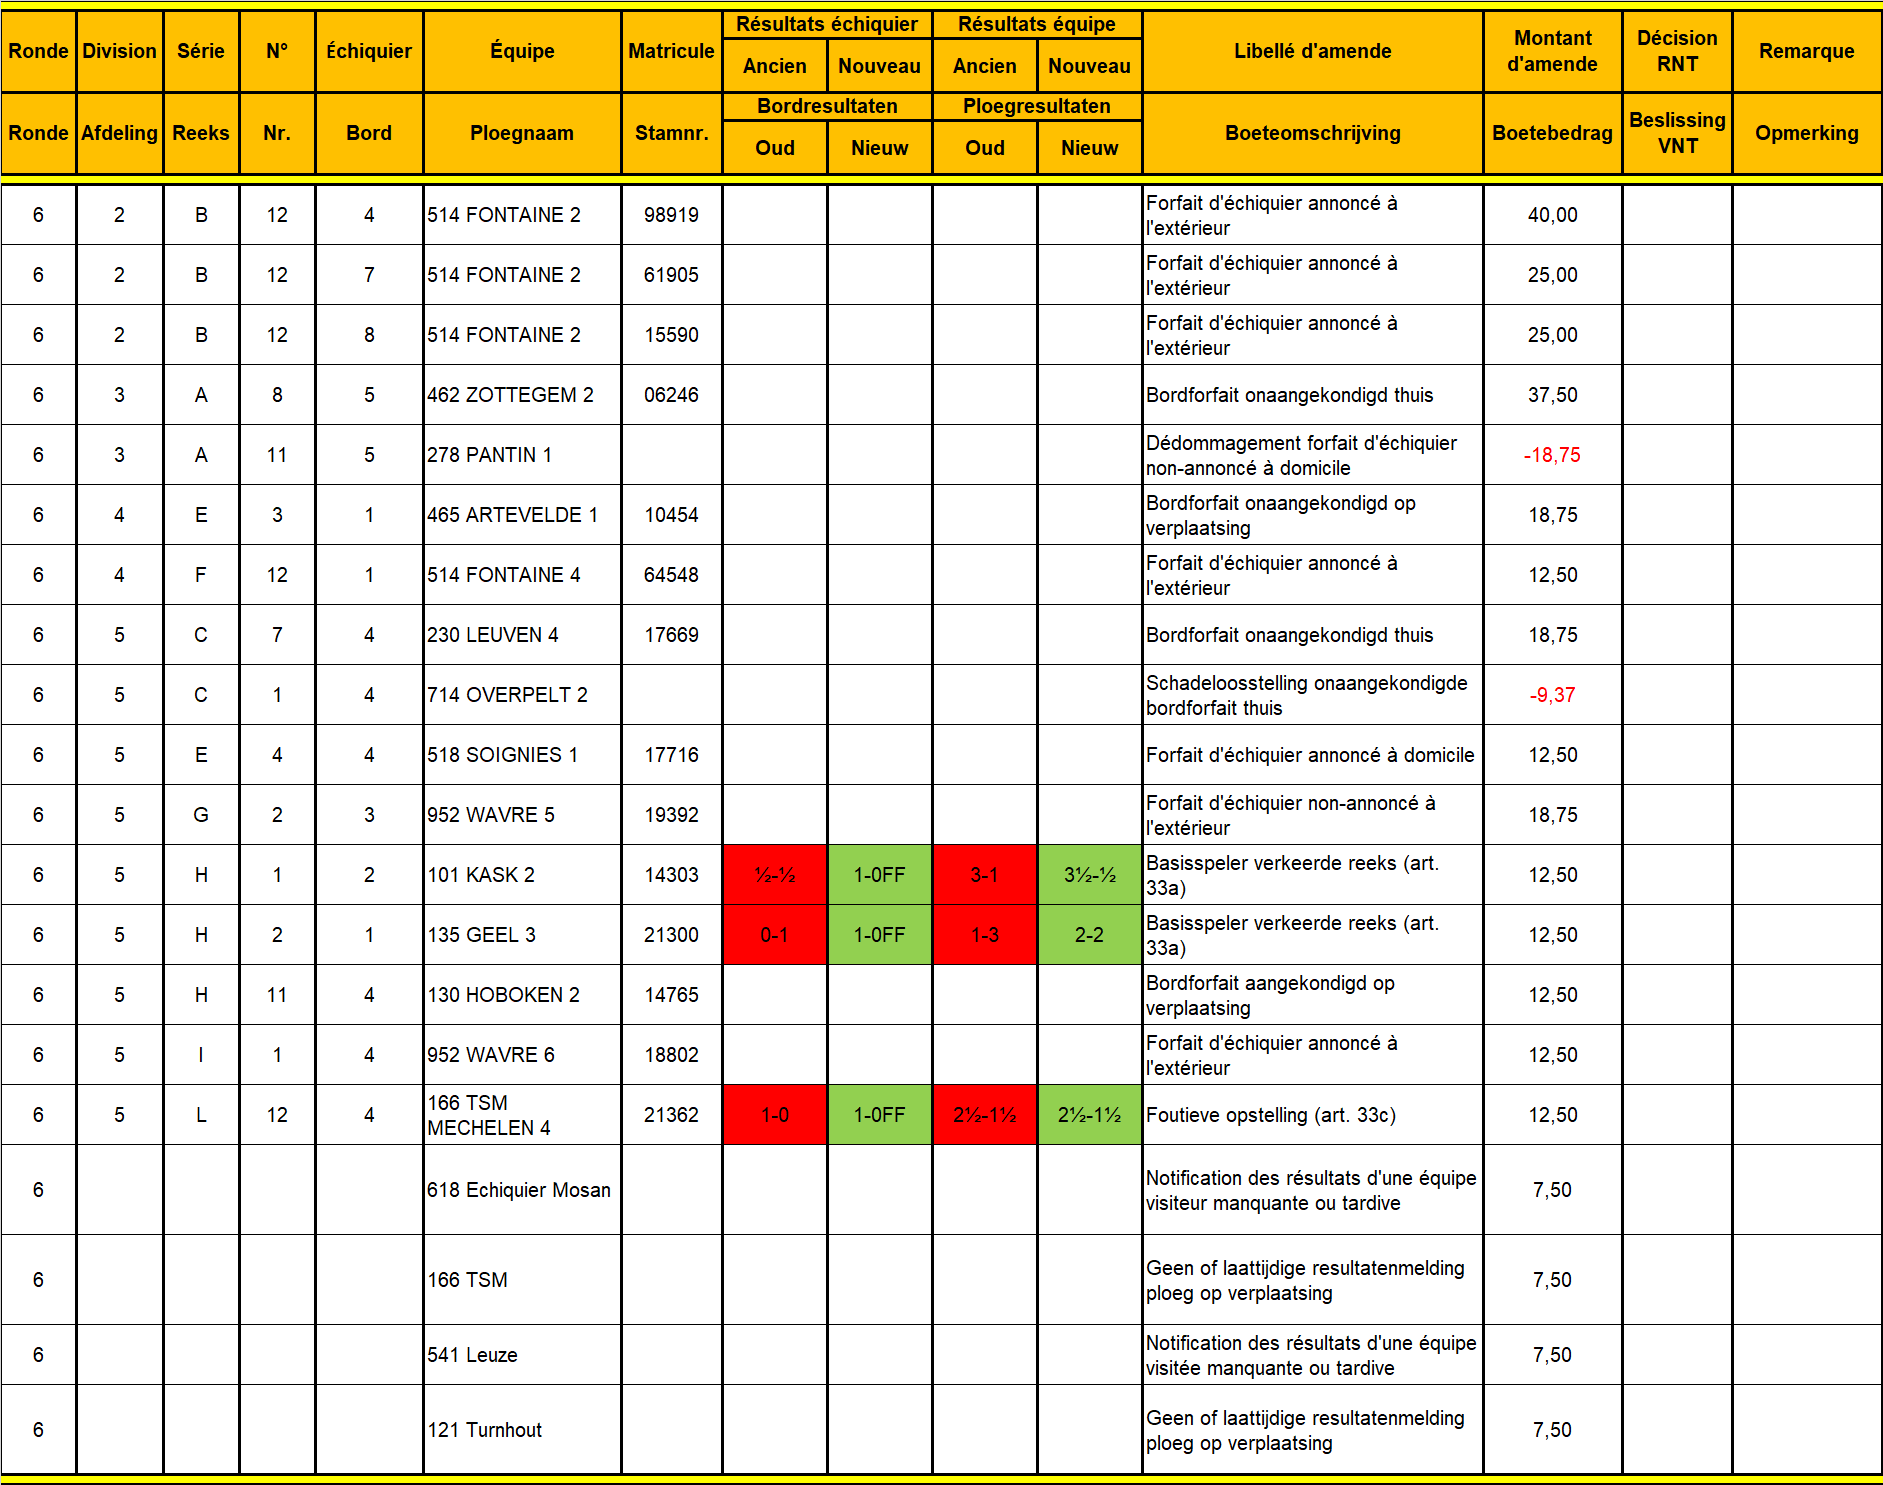 Ronde Division Série N° Échiquier Équipe Matricule Résultats échiquier Résultats équipe Libellé d'amende Montant d'amende Décision RNT Remarque
Ancien Nouveau Ancien Nouveau
Ronde Afdeling Reeks Nr. Bord Ploegnaam Stamnr. Bordresultaten Ploegresultaten Boeteomschrijving Boetebedrag Beslissing VNT Opmerking
Oud Nieuw Oud Nieuw
6 2 B 12 4 514 FONTAINE 2 98919 Forfait d'échiquier annoncé à l'extérieur 40,00
6 2 B 12 7 514 FONTAINE 2 61905 Forfait d'échiquier annoncé à l'extérieur 25,00
6 2 B 12 8 514 FONTAINE 2 15590 Forfait d'échiquier annoncé à l'extérieur 25,00
6 3 A 8 5 462 ZOTTEGEM 2 06246 Bordforfait onaangekondigd thuis 37,50
6 3 A 11 5 278 PANTIN 1 Dédommagement forfait d'échiquier non-annoncé à domicile -18,75
6 4 E 3 1 465 ARTEVELDE 1 10454 Bordforfait onaangekondigd op verplaatsing 18,75
6 4 F 12 1 514 FONTAINE 4 64548 Forfait d'échiquier annoncé à l'extérieur 12,50
6 5 C 7 4 230 LEUVEN 4 17669 Bordforfait onaangekondigd thuis 18,75
6 5 C 1 4 714 OVERPELT 2 Schadeloosstelling onaangekondigde bordforfait thuis -9,37
6 5 E 4 4 518 SOIGNIES 1 17716 Forfait d'échiquier annoncé à domicile 12,50
6 5 G 2 3 952 WAVRE 5 19392 Forfait d'échiquier non-annoncé à l'extérieur 18,75
6 5 H 1 2 101 KASK 2 14303 ½-½ 1-0FF 3-1 3½-½ Basisspeler verkeerde reeks (art. 33a) 12,50
6 5 H 2 1 135 GEEL 3 21300 0-1 1-0FF 1-3 2-2 Basisspeler verkeerde reeks (art. 33a) 12,50
6 5 H 11 4 130 HOBOKEN 2 14765 Bordforfait aangekondigd op verplaatsing 12,50
6 5 I 1 4 952 WAVRE 6 18802 Forfait d'échiquier annoncé à l'extérieur 12,50
6 5 L 12 4 166 TSM MECHELEN 4 21362 1-0 1-0FF 2½-1½ 2½-1½ Foutieve opstelling (art. 33c) 12,50
6 618 Echiquier Mosan Notification des résultats d'une équipe visiteur manquante ou tardive 7,50
6 166 TSM Geen of laattijdige resultatenmelding ploeg op verplaatsing 7,50
6 541 Leuze Notification des résultats d'une équipe visitée manquante ou tardive 7,50
6 121 Turnhout Geen of laattijdige resultatenmelding ploeg op verplaatsing 7,50